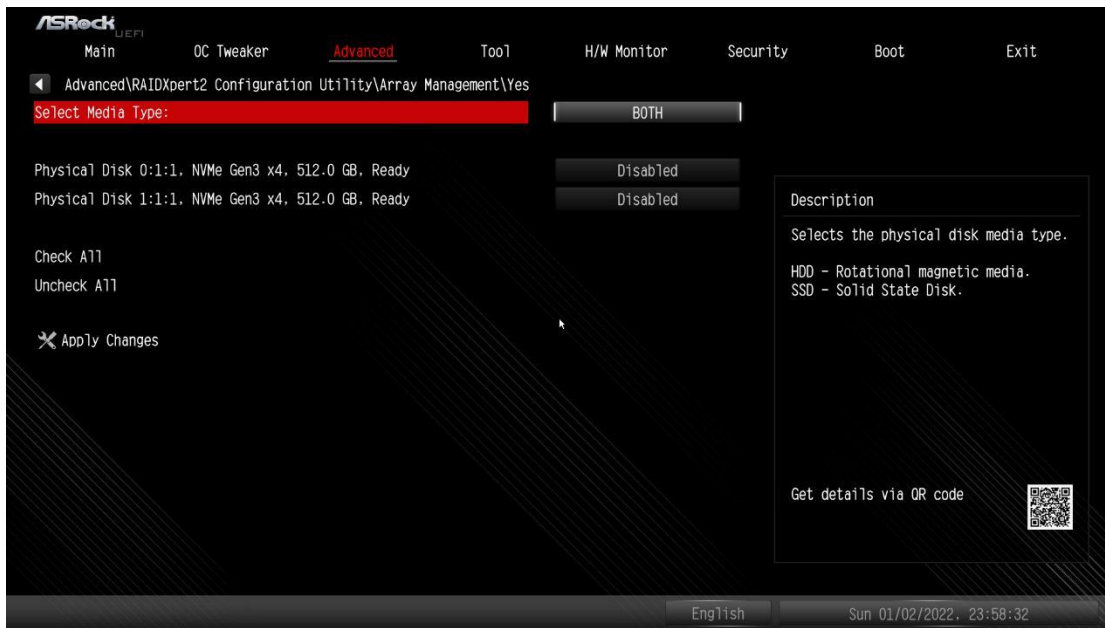 ASRock
UEFI
Main OC Tweaker Advanced Tool H/W Monitor Security Boot Exit
Advanced\RAIDXpert2 Configuration Utility\Array Management\Yes
Select Media Type: BOTH
Physical Disk 0:1:1, NVMe Gen3 x4, 512.0 GB, Ready Disabled
Physical Disk 1:1:1, NVMe Gen3 x4, 512.0 GB, Ready Disabled
Check All
Uncheck All
Apply Changes
Description
Selects the physical disk media type.
HDD - Rotational magnetic media.
SSD - Solid State Disk.
Get details via QR code
English Sun 01/02/2022, 23:58:32